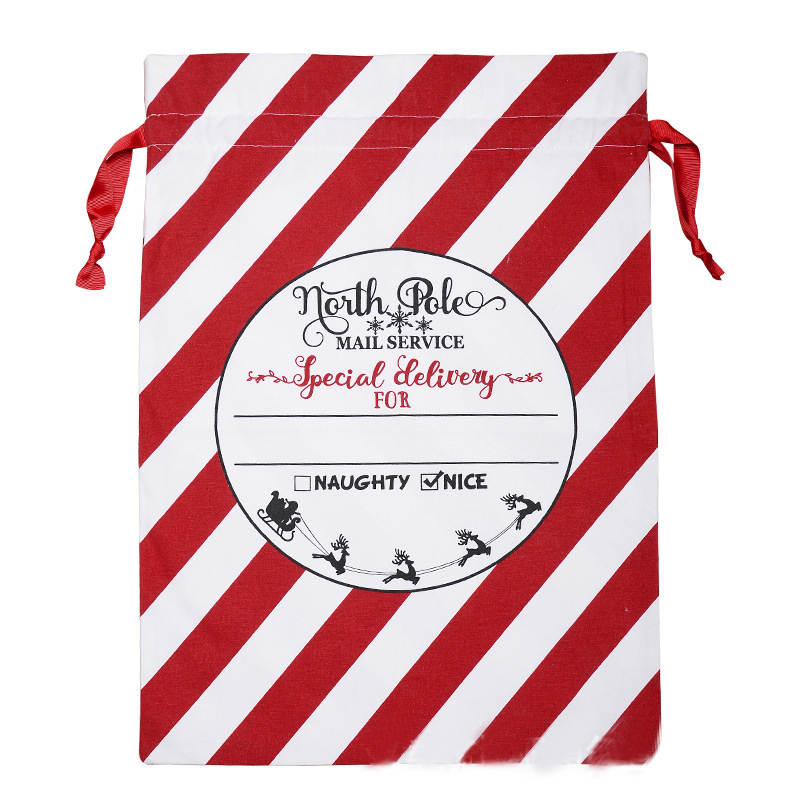 North Pole
MAIL SERVICE
Special delivery
FOR
NAUGHTY NICE